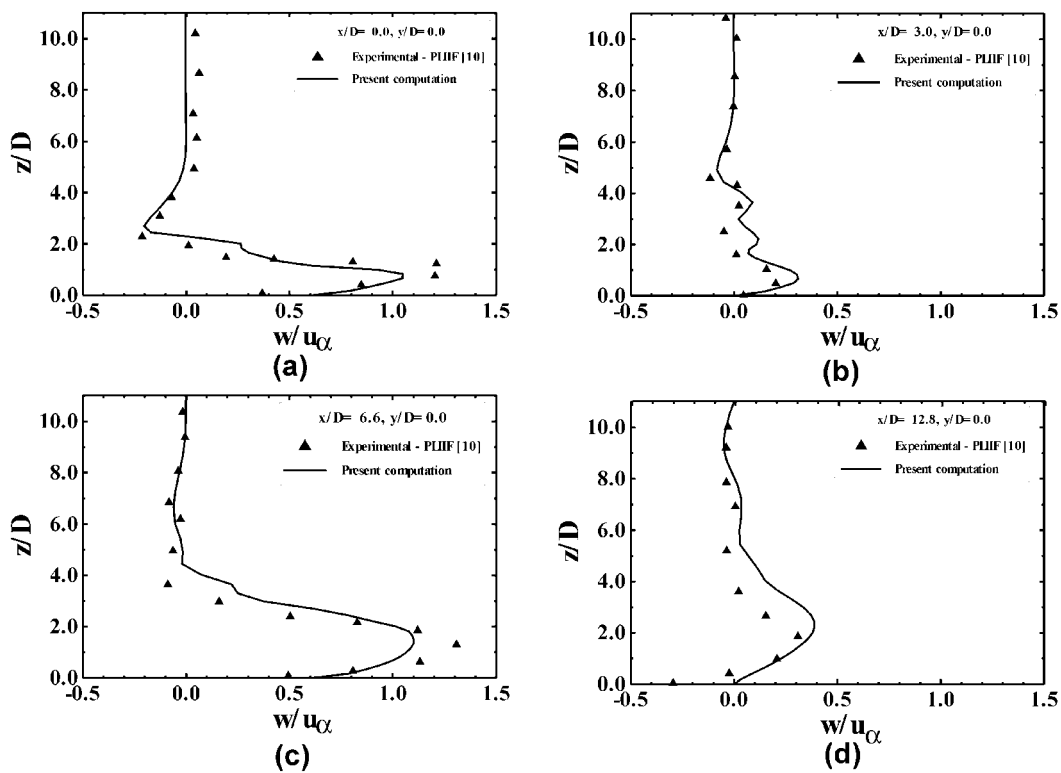 x/D= 0.0, y/D=0.0
Experimental - PLIIF [10]
Present computation
z/D
10.0
8.0
6.0
4.0
2.0
0.0
-0.5 0.0 0.5 1.0 1.5
w/uα
(a)
x/D= 3.0, y/D=0.0
Experimental - PLIIF [10]
Present computation
z/D
10.0
8.0
6.0
4.0
2.0
0.0
-0.5 0.0 0.5 1.0 1.5
w/uα
(b)
x/D= 6.6, y/D=0.0
Experimental - PLIIF [10]
Present computation
z/D
10.0
8.0
6.0
4.0
2.0
0.0
-0.5 0.0 0.5 1.0 1.5
w/uα
(c)
x/D= 12.8, y/D=0.0
Experimental - PLIIF [10]
Present computation
z/D
10.0
8.0
6.0
4.0
2.0
0.0
-0.5 0.0 0.5 1.0 1.5
w/uα
(d)